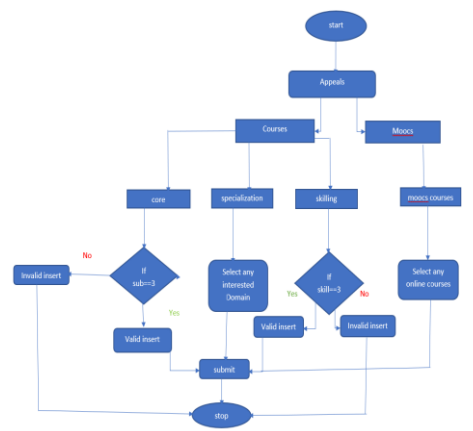 start
Appeals
Courses
Moocs
core
specialization
skilling
moocs courses
No
Invalid insert
If
sub==3
Select any
interested
Domain
If
skill==3
Select any
online courses
Yes
No
Yes
Valid insert
Valid insert
Invalid insert
submit
stop